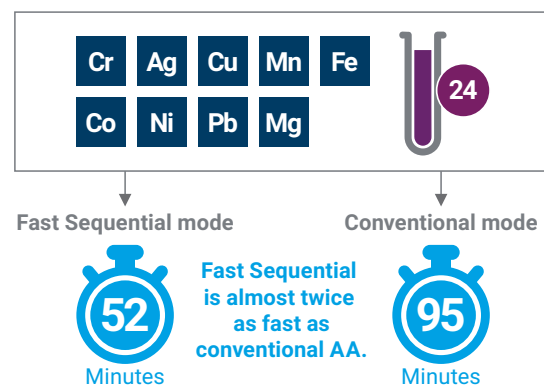 Cr Ag Cu Mn Fe
Co Ni Pb Mg
24
Fast Sequential mode
Conventional mode
52
Minutes
Fast Sequential
is almost twice
as fast as
conventional AA.
95
Minutes